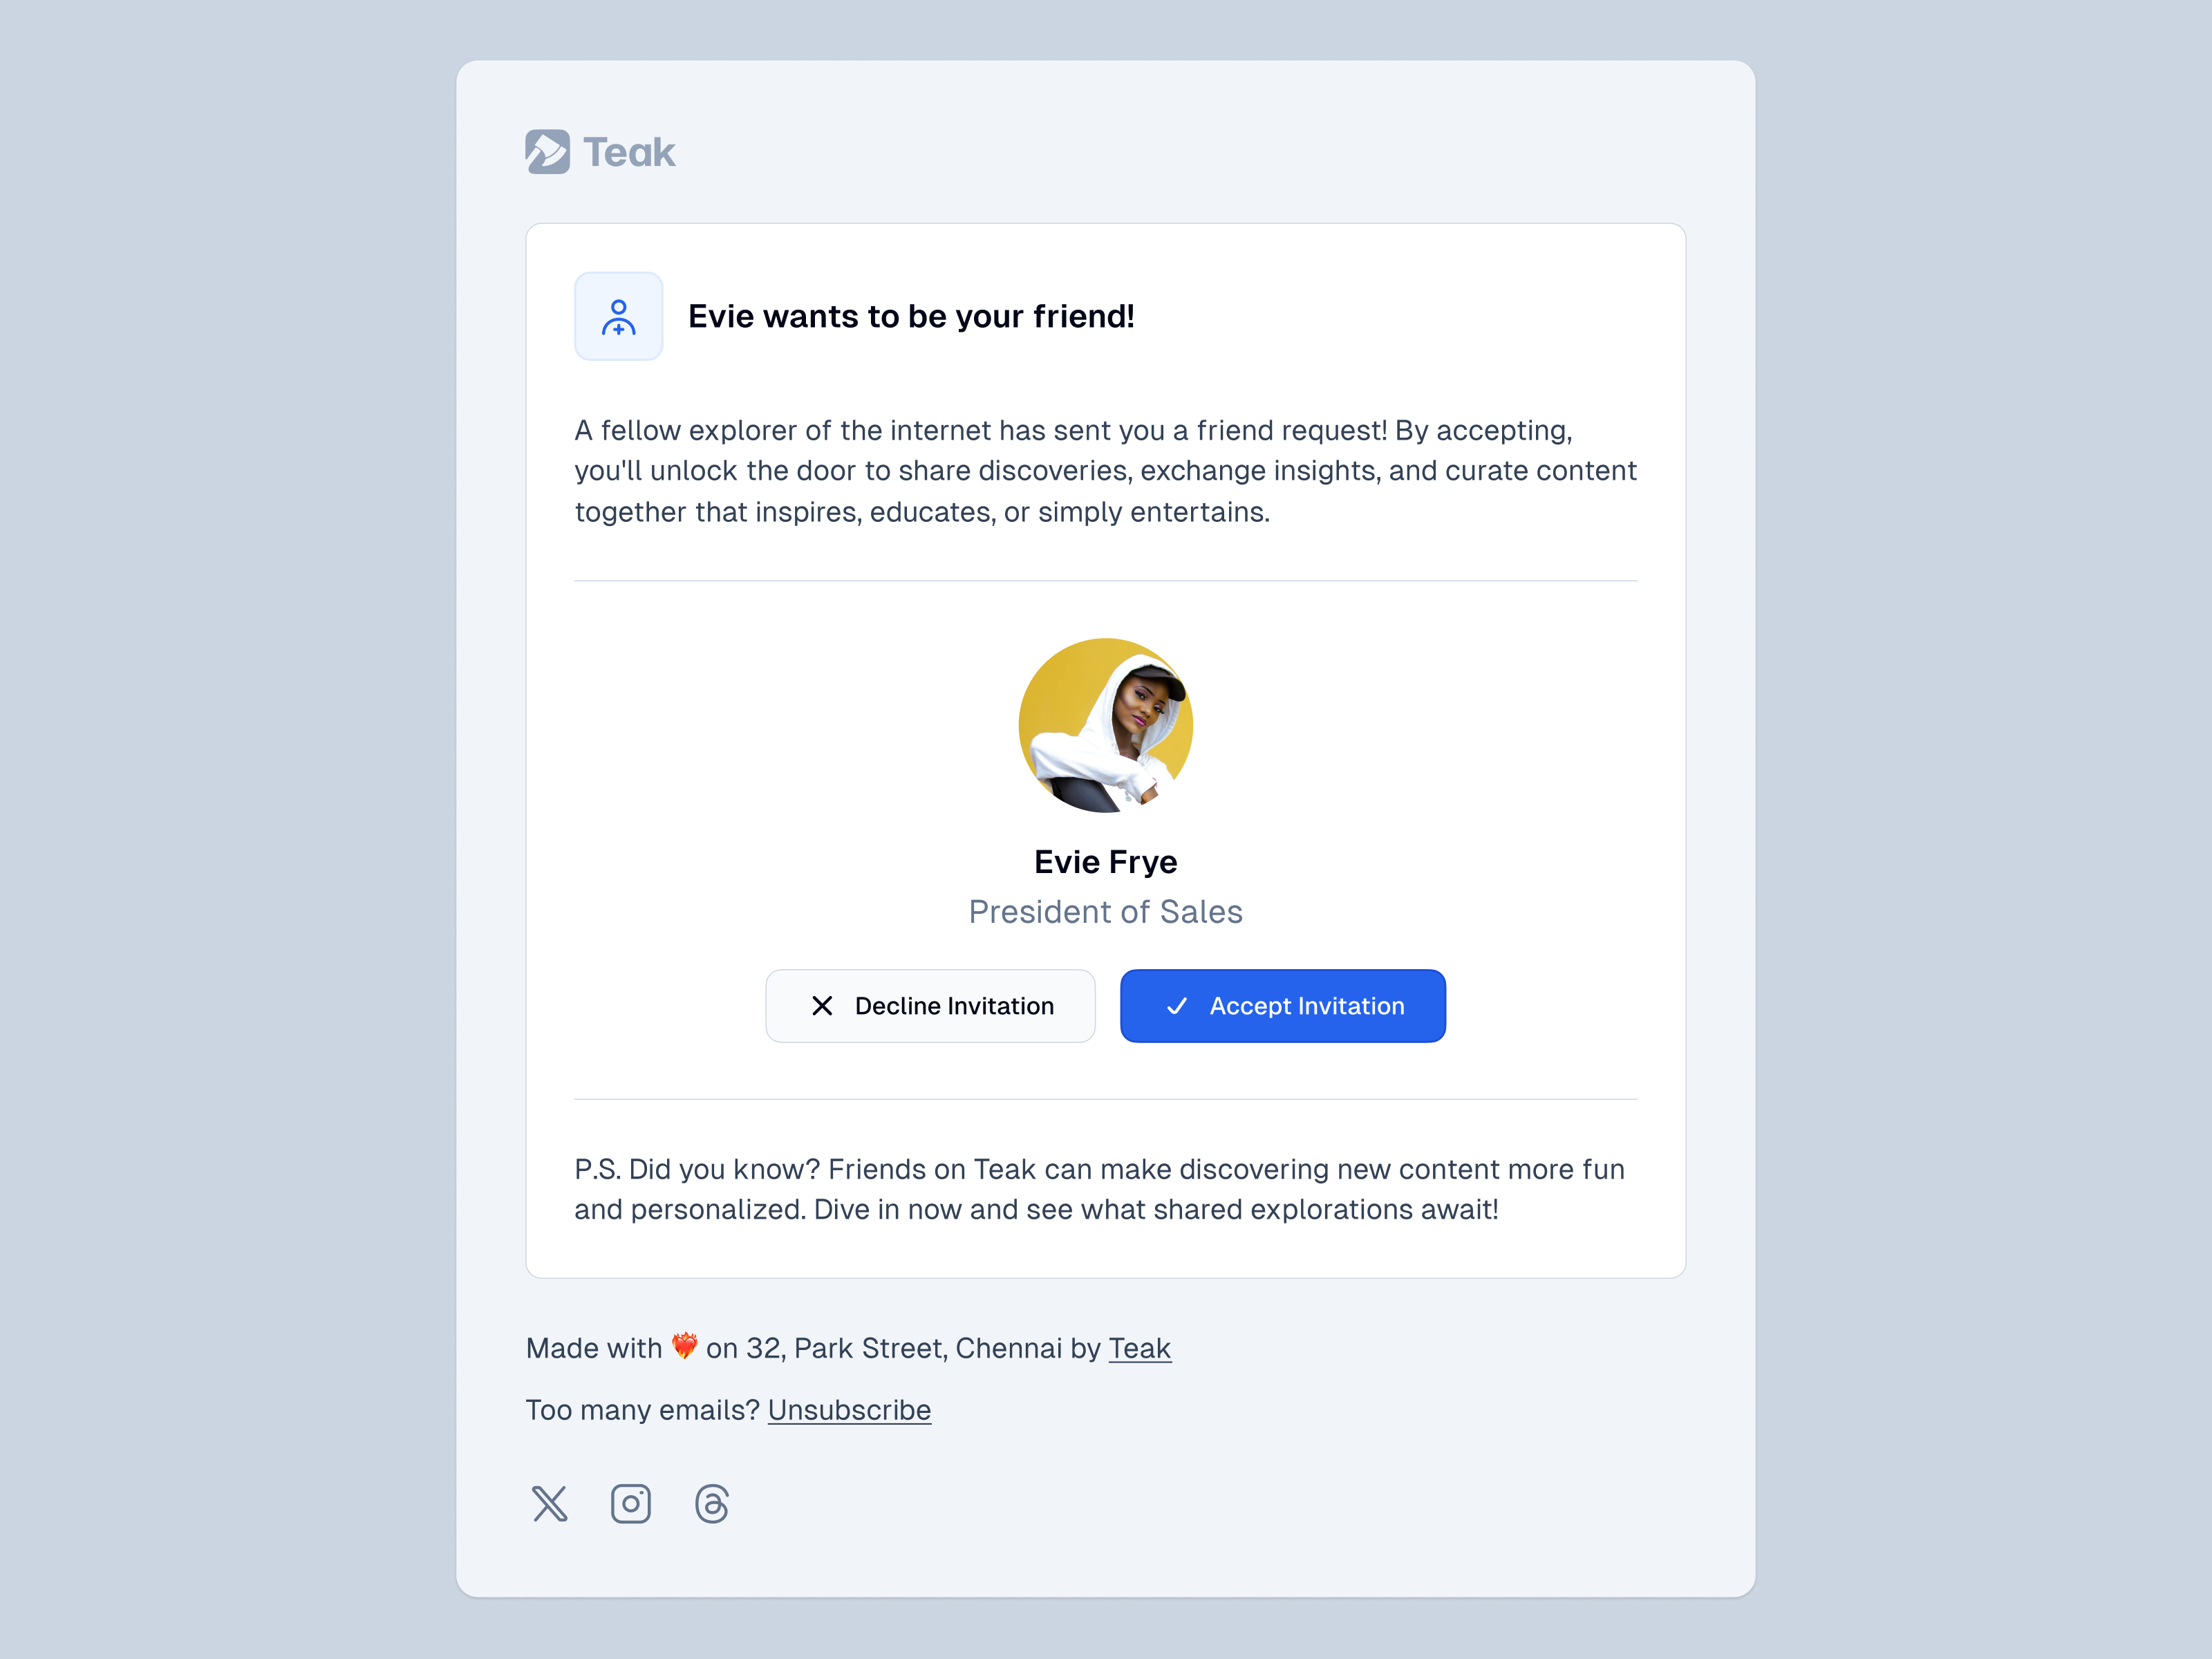 Teak
Evie wants to be your friend!
A fellow explorer of the internet has sent you a friend request! By accepting,
you'll unlock the door to share discoveries, exchange insights, and curate content
together that inspires, educates, or simply entertains.
Evie Frye
President of Sales
Decline Invitation
Accept Invitation
P.S. Did you know? Friends on Teak can make discovering new content more fun
and personalized. Dive in now and see what shared explorations await!
Made with ❤️‍🔥 on 32, Park Street, Chennai by Teak
Too many emails? Unsubscribe